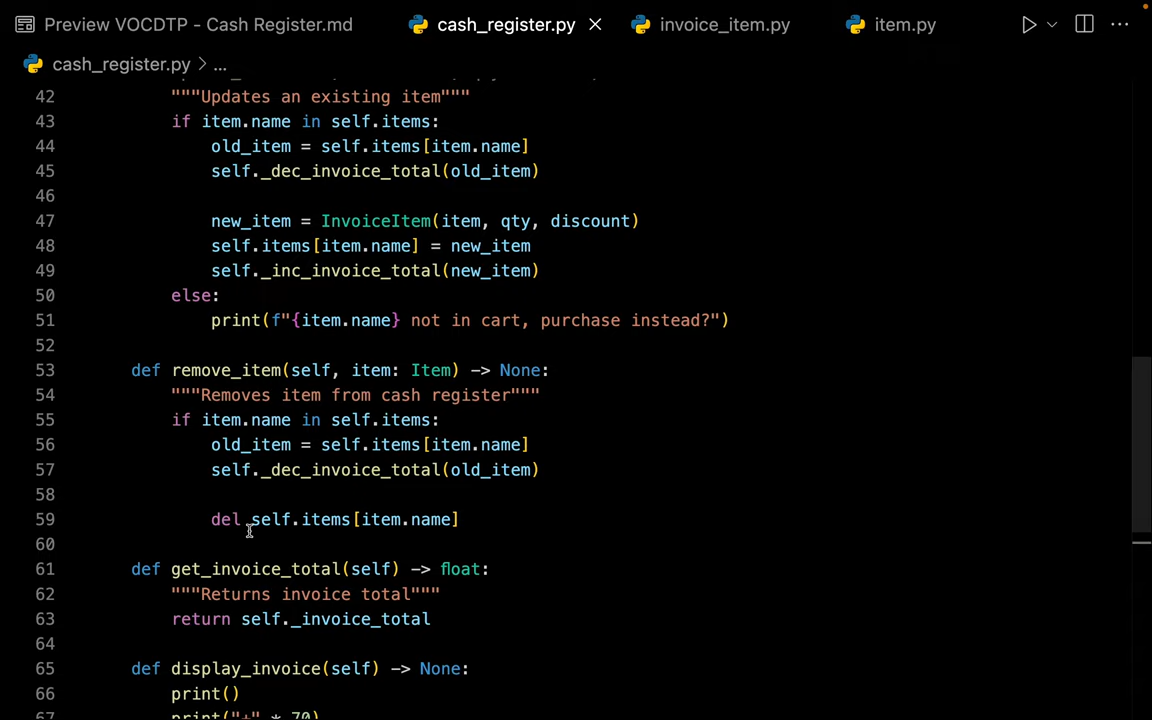 Preview VOCDTP - Cash Register.md cash_register.py invoice_item.py item.py
cash_register.py > ...
42 """Updates an existing item"""
43 if item.name in self.items:
44 old_item = self.items[item.name]
45 self._dec_invoice_total(old_item)
46
47 new_item = InvoiceItem(item, qty, discount)
48 self.items[item.name] = new_item
49 self._inc_invoice_total(new_item)
50 else:
51 print(f"{item.name} not in cart, purchase instead?")
52
53 def remove_item(self, item: Item) -> None:
54 """Removes item from cash register"""
55 if item.name in self.items:
56 old_item = self.items[item.name]
57 self._dec_invoice_total(old_item)
58
59 del self.items[item.name]
60
61 def get_invoice_total(self) -> float:
62 """Returns invoice total"""
63 return self._invoice_total
64
65 def display_invoice(self) -> None:
66 print()
67 print("+" * 70)